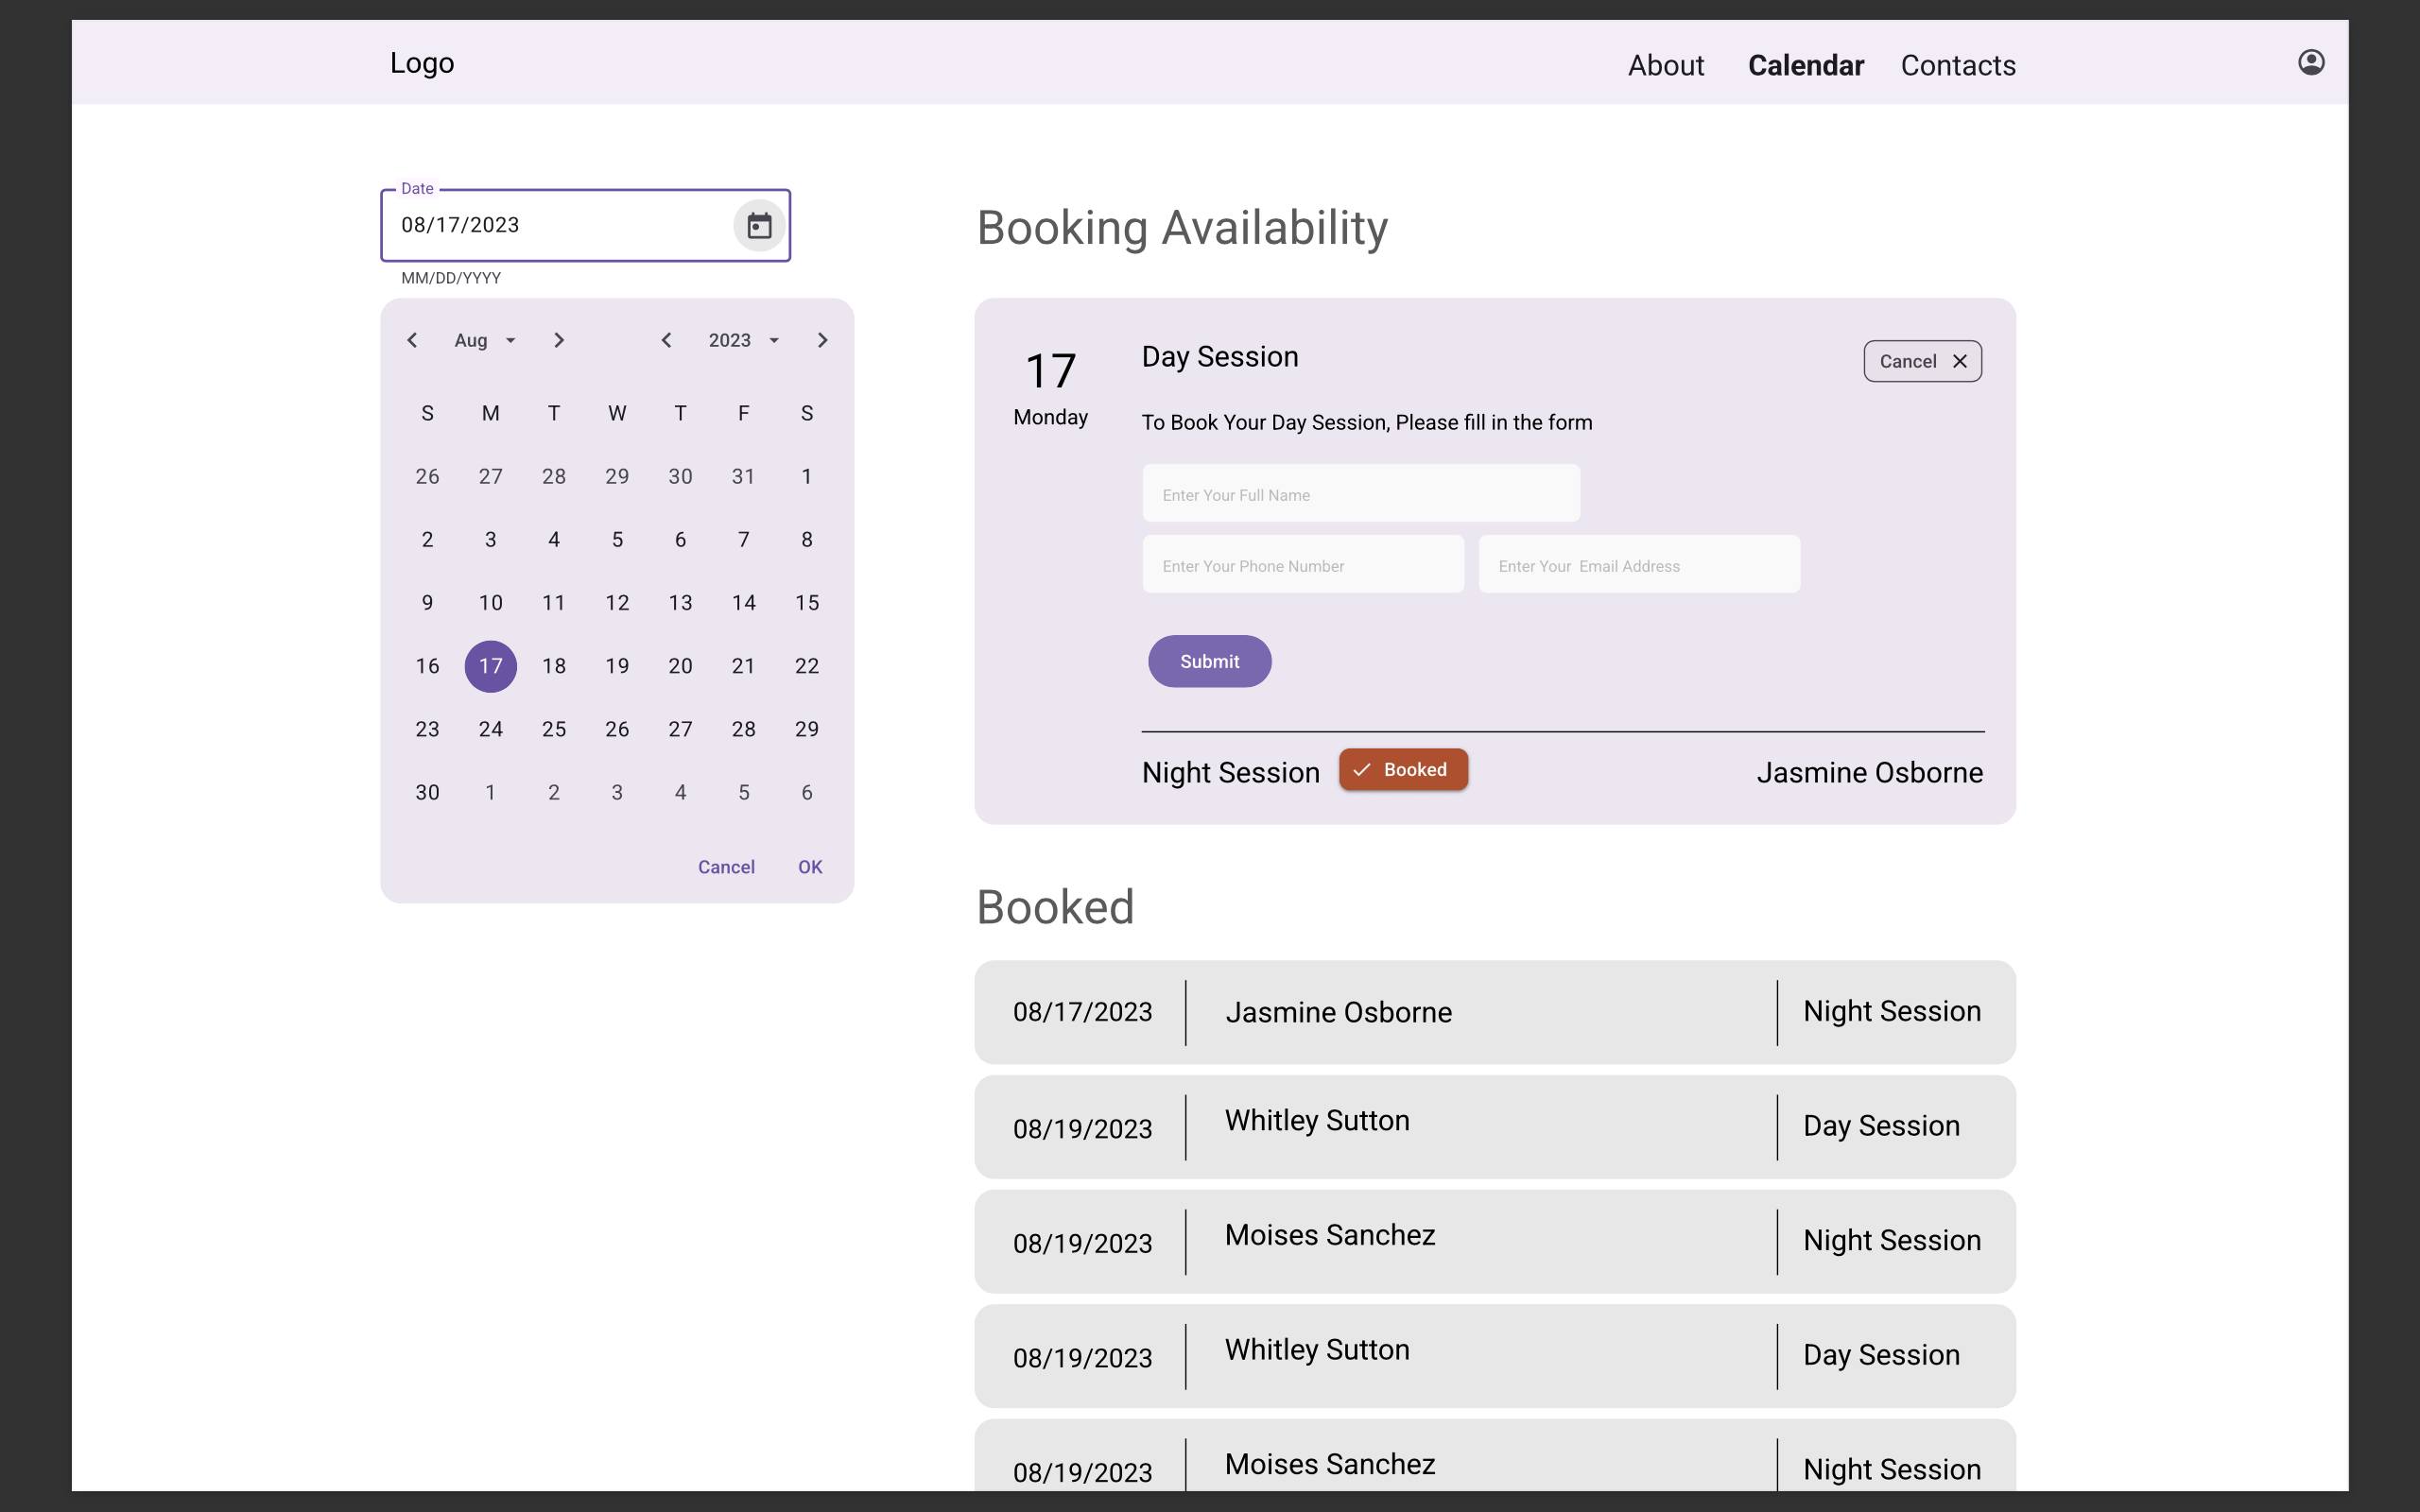 Logo
About Calendar Contacts
Date
08/17/2023
MM/DD/YYYY
Aug 2023
S M T W T F S
26 27 28 29 30 31 1
2 3 4 5 6 7 8
9 10 11 12 13 14 15
16 17 18 19 20 21 22
23 24 25 26 27 28 29
30 1 2 3 4 5 6
Cancel OK
Booking Availability
17
Monday
Day Session
Cancel
To Book Your Day Session, Please fill in the form
Enter Your Full Name
Enter Your Phone Number
Enter Your Email Address
Submit
Night Session Booked Jasmine Osborne
Booked
08/17/2023 Jasmine Osborne Night Session
08/19/2023 Whitley Sutton Day Session
08/19/2023 Moises Sanchez Night Session
08/19/2023 Whitley Sutton Day Session
08/19/2023 Moises Sanchez Night Session